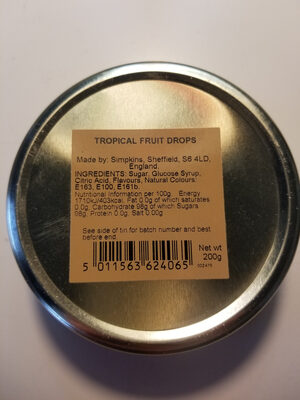 TROPICAL FRUIT DROPS
Made by: Simpkins, Sheffield, S6 4LD,
England.
INGREDIENTS: Sugar, Glucose Syrup,
Citric Acid, Flavours, Natural Colours:
E163, E100, E161b.
Nutritional Information per 100g. Energy
1710kJ/403kcal. Fat 0.0g of which saturates
0.0g. Carbohydrate 98g of which Sugars
98g. Protein 0.0g. Salt 0.00g
See side of tin for batch number and best
before end
Net wt
200g
5 011563 624065